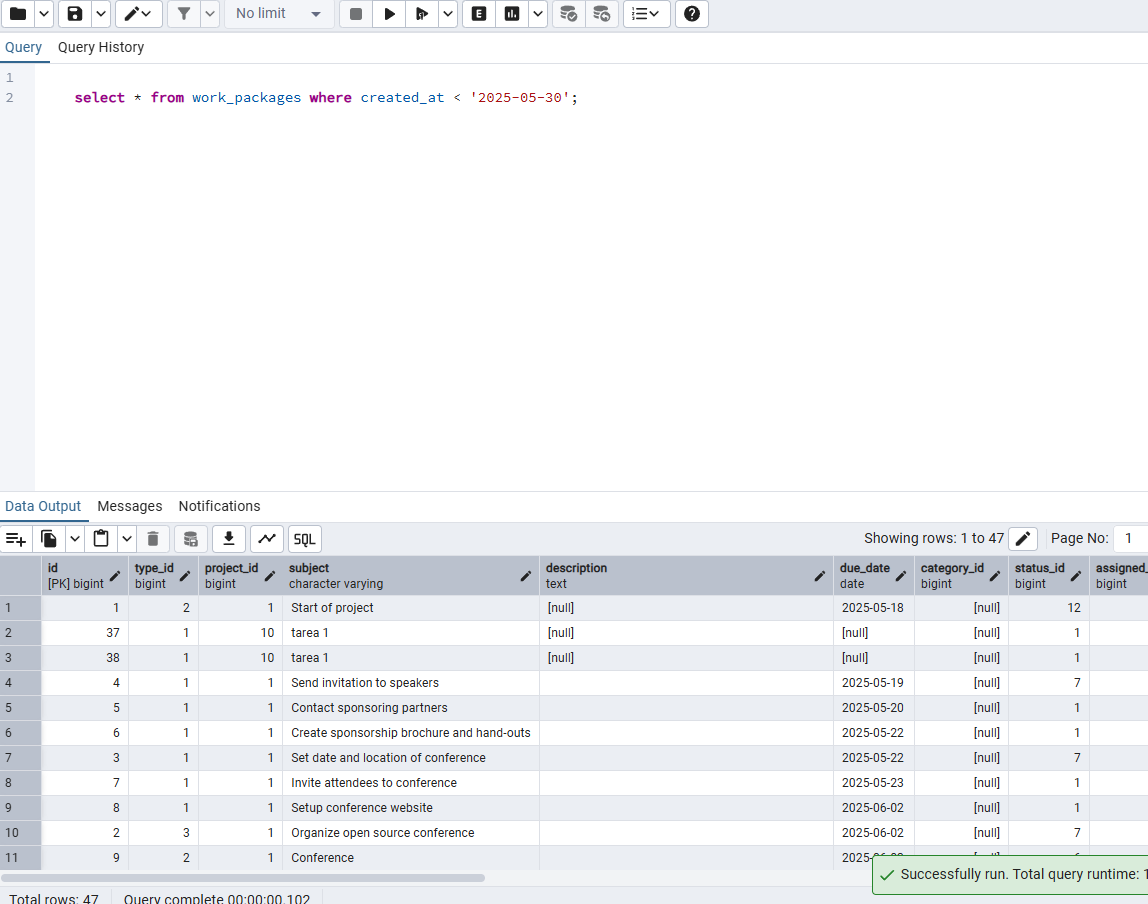 No limit
E
Query Query History
1
2 select * from work_packages where created_at < '2025-05-30';
Data Output Messages Notifications
SQL Showing rows: 1 to 47 Page No: 1
id type_id project_id subject description due_date category_id status_id assigned_
[PK] bigint bigint bigint character varying text date bigint bigint bigint
1 1 2 1 Start of project [null] 2025-05-18 [null] 12
2 37 1 10 tarea 1 [null] [null] [null] 1
3 38 1 10 tarea 1 [null] [null] [null] 1
4 4 1 1 Send invitation to speakers 2025-05-19 [null] 7
5 5 1 1 Contact sponsoring partners 2025-05-20 [null] 1
6 6 1 1 Create sponsorship brochure and hand-outs 2025-05-22 [null] 1
7 3 1 1 Set date and location of conference 2025-05-22 [null] 7
8 7 1 1 Invite attendees to conference 2025-05-23 [null] 1
9 8 1 1 Setup conference website 2025-06-02 [null] 1
10 2 3 1 Organize open source conference 2025-06-02 [null] 7
11 9 2 1 Conference
Successfully run. Total query runtime: 1
Total rows: 47 Query complete 00:00:00.102